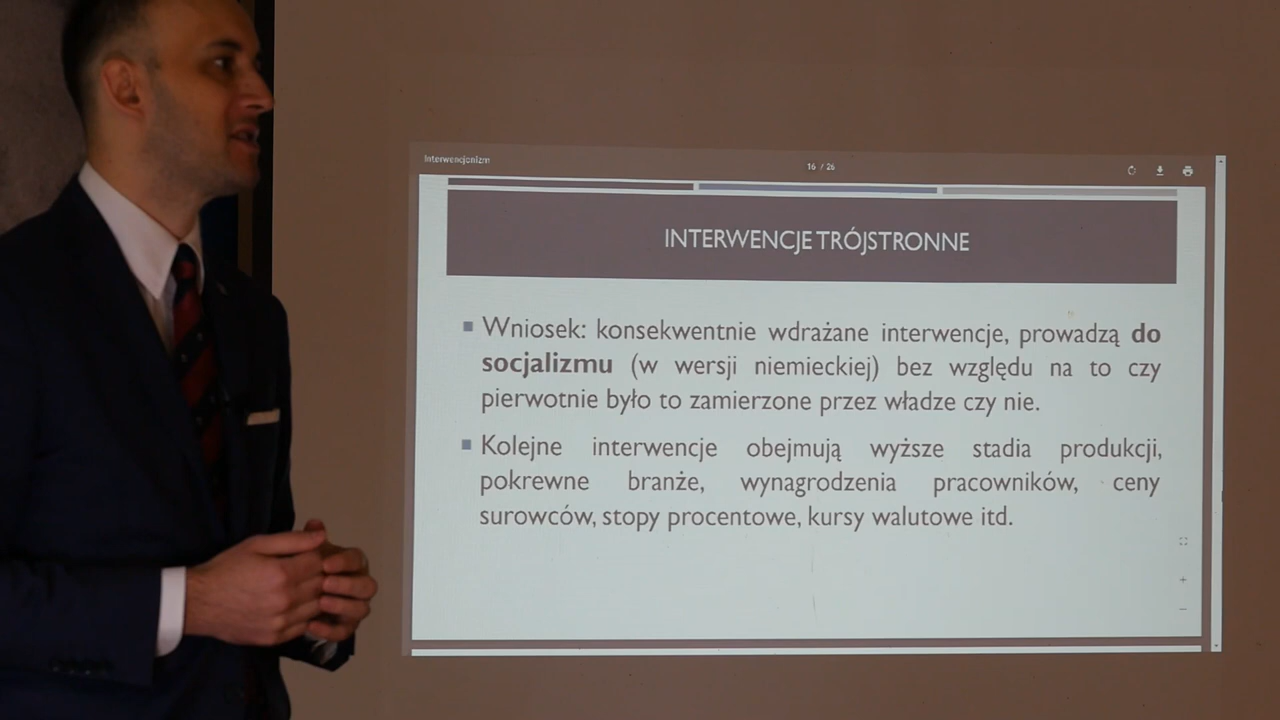 Interwencjonizm
16 / 26
INTERWENCJE TRÓJSTRONNE
Wniosek: konsekwentnie wdrażane interwencje, prowadzą do
socjalizmu (w wersji niemieckiej) bez względu na to czy
pierwotnie było to zamierzone przez władze czy nie.
Kolejne interwencje obejmują wyższe stadia produkcji,
pokrewne branże, wynagrodzenia pracowników, ceny
surowców, stopy procentowe, kursy walutowe itd.